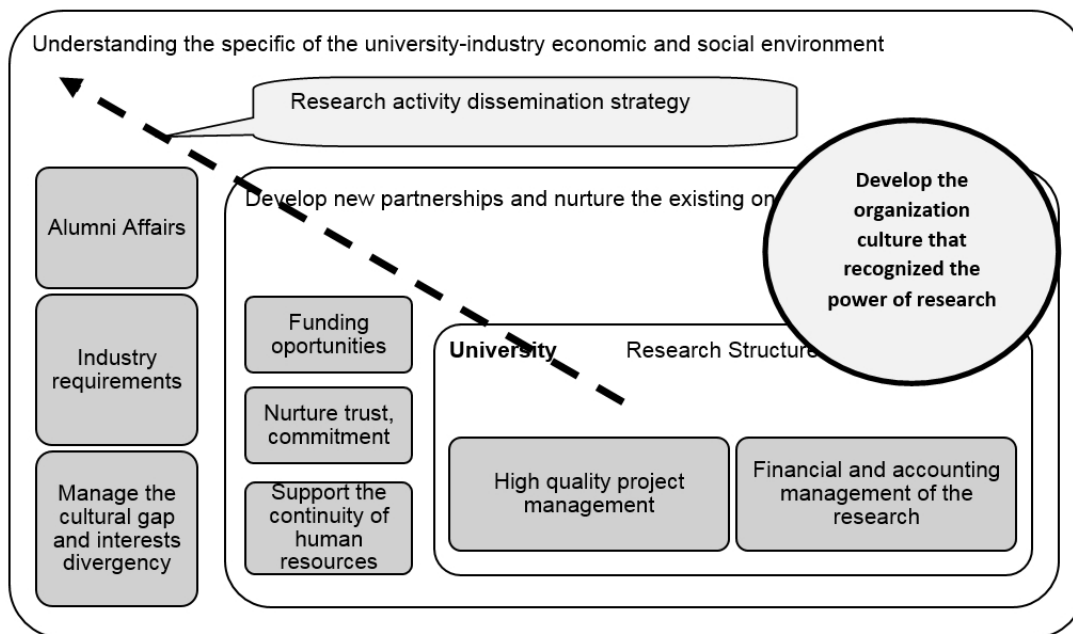 Understanding the specific of the university-industry economic and social environment
Research activity dissemination strategy
Alumni Affairs
Industry
requirements
Manage the
cultural gap
and interests
divergency
Develop new partnerships and nurture the existing
Funding
oportunities
Nurture trust,
commitment
Support the
continuity of
human
resources
University
Research Structure
High quality project
management
Financial and accounting
management of the
research
Develop the
organization
culture that
recognized the
power of research